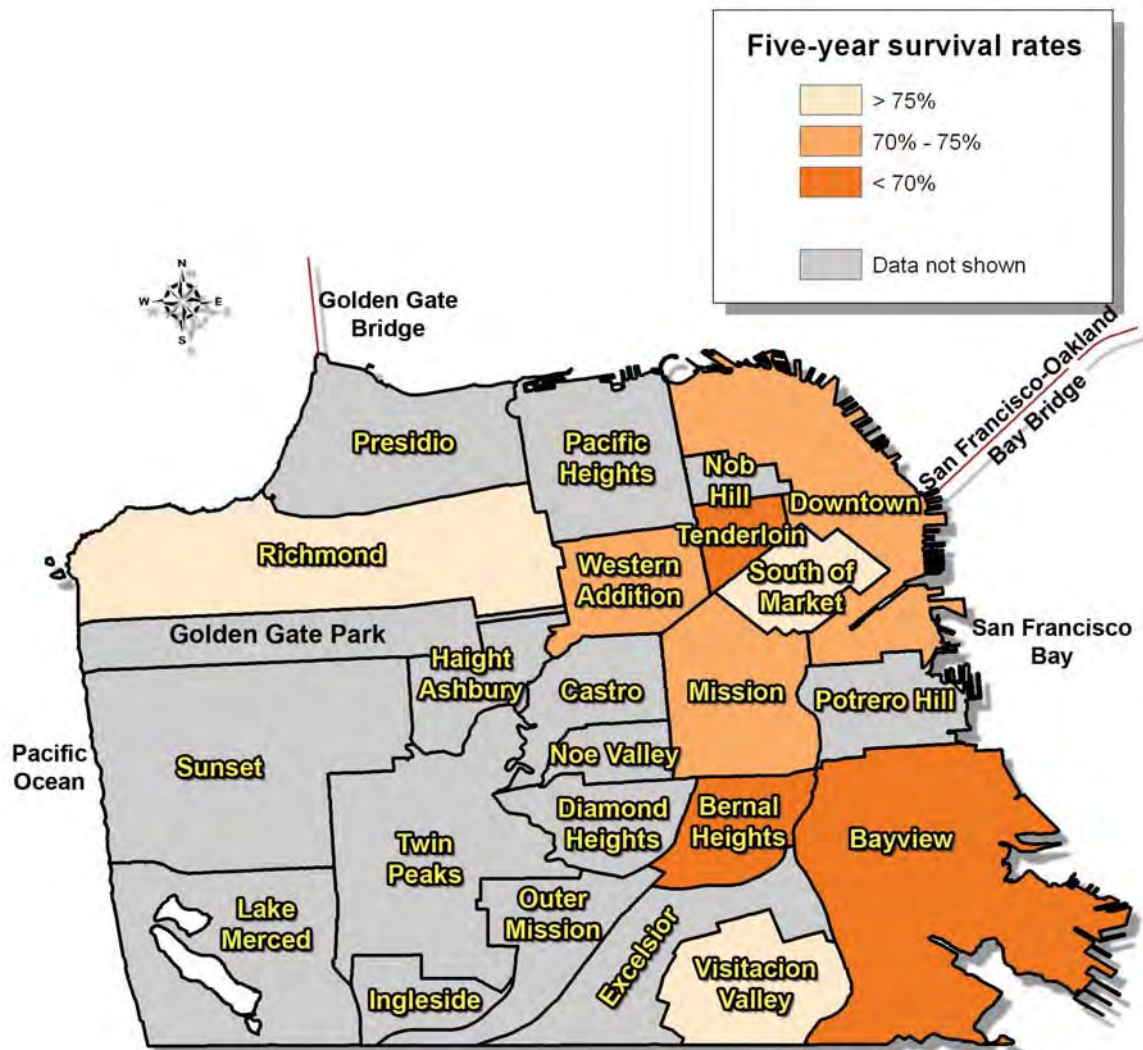 Five-year survival rates
> 75%
70% - 75%
< 70%
Data not shown
N
W
E
S
Golden Gate
Bridge
San Francisco-Oakland
Bay Bridge
Presidio
Pacific
Heights
Nob
Hill
Downtown
Tenderloin
Richmond
Western
Addition
South of
Market
Golden Gate Park
San Francisco
Bay
Haight
Ashbury
Castro
Mission
Potrero Hill
Pacific
Ocean
Sunset
Noe Valley
Diamond
Heights
Bernal
Heights
Bayview
Twin
Peaks
Lake
Merced
Outer
Mission
Excelsior
Visitacion
Valley
Ingleside